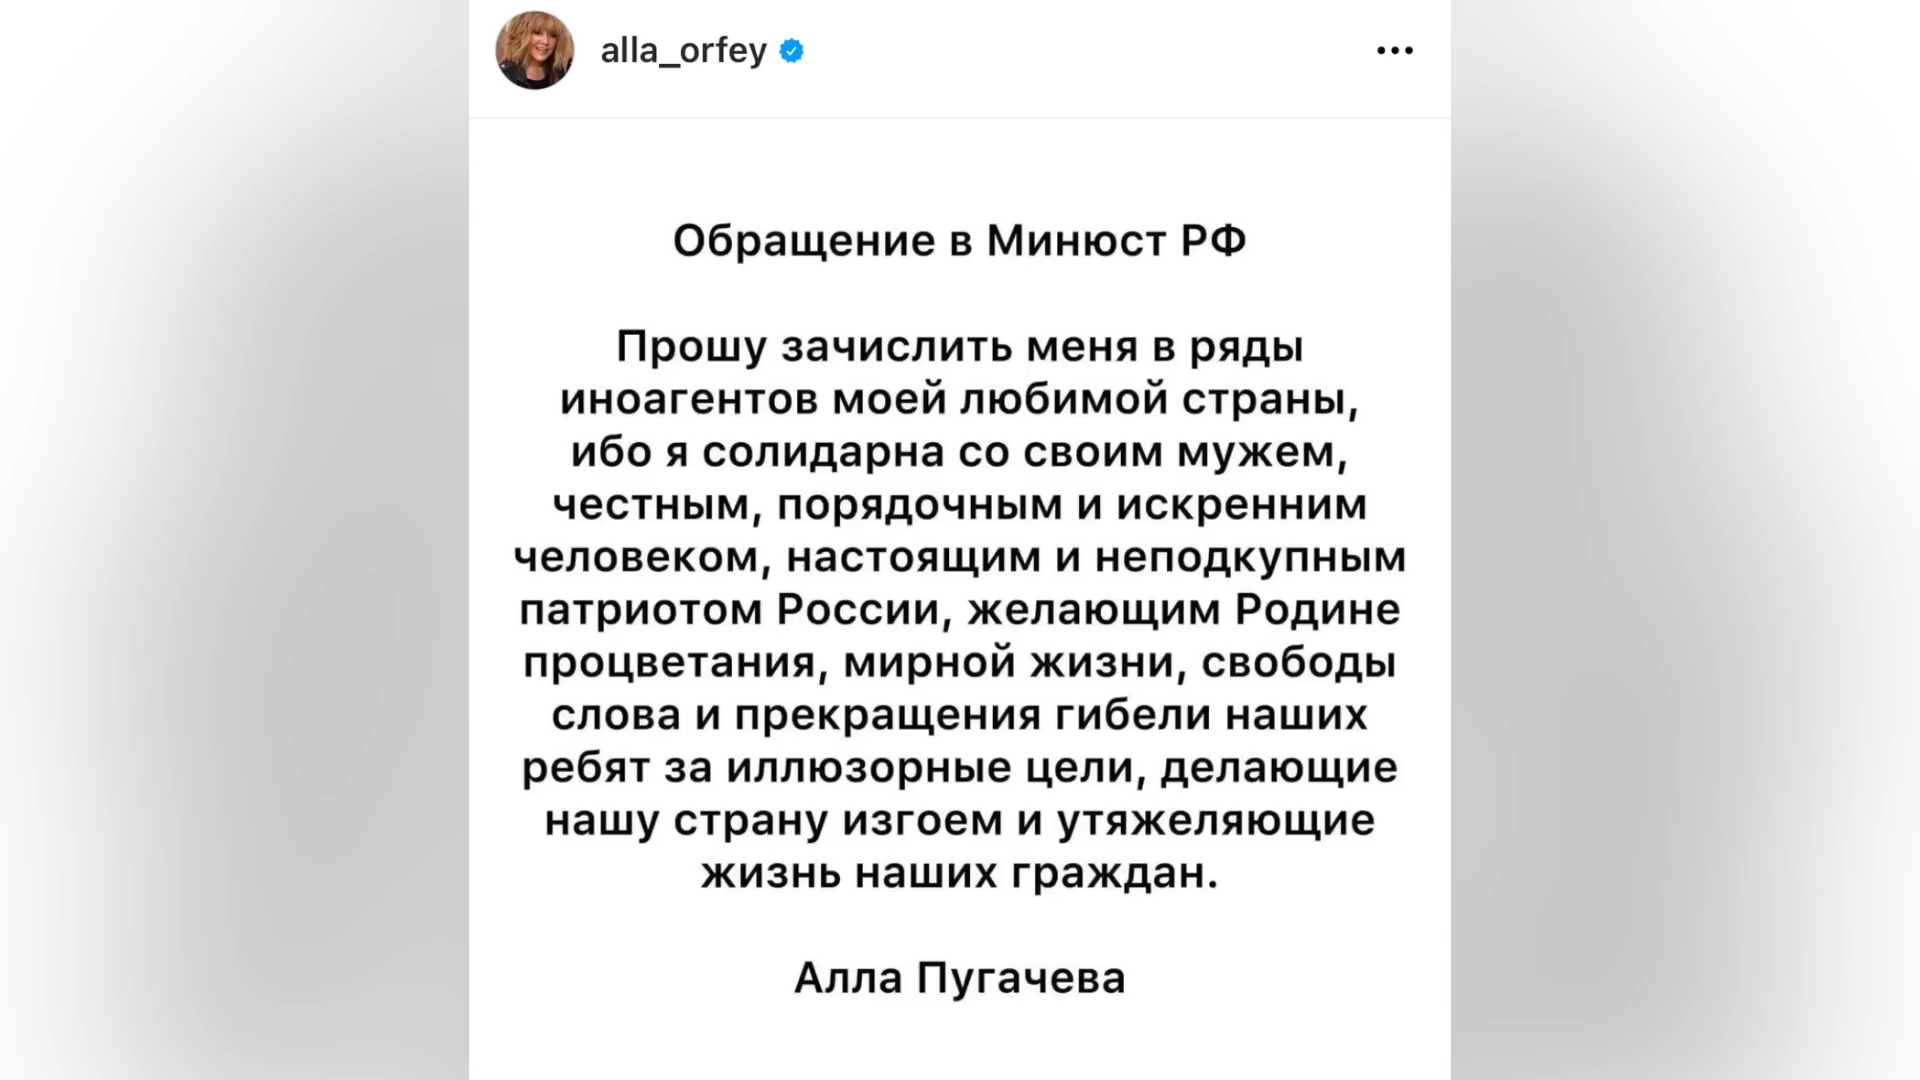 alla_orfey
Обращение в Минюст РФ
Прошу зачислить меня в ряды
иноагентов моей любимой страны,
ибо я солидарна со своим мужем,
честным, порядочным и искренним
человеком, настоящим и неподкупным
патриотом России, желающим Родине
процветания, мирной жизни, свободы
слова и прекращения гибели наших
ребят за иллюзорные цели, делающие
нашу страну изгоем и утяжеляющие
жизнь наших граждан.
Алла Пугачева